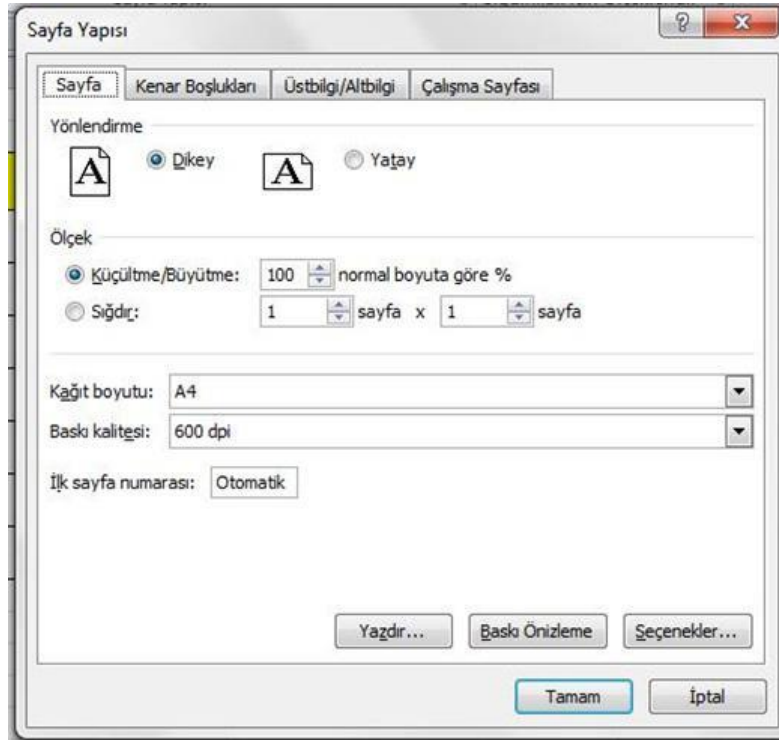 Sayfa Yapısı
Sayfa Kenar Boşlukları Üstbilgi/Altbilgi Çalışma Sayfası
Yönlendirme
A Dikey A Yatay
Ölçek
Küçültme/Büyütme: 100 normal boyuta göre %
Sığdır: 1 sayfa x 1 sayfa
Kağıt boyutu: A4
Baskı kalitesi: 600 dpi
İlk sayfa numarası: Otomatik
Yazdır... Baskı Önizleme Seçenekler...
Tamam İptal